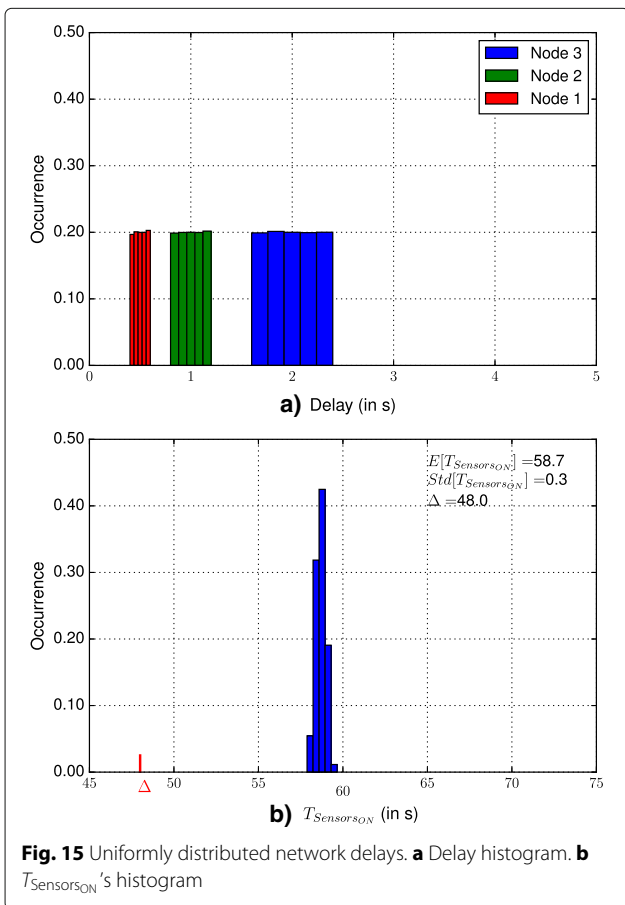 0.50
Node 3
Node 2
Node 1
0.40
0.30
Occurrence
0.20
0.10
0.00
0 1 2 3 4 5
a) Delay (in s)
0.50
E[T_{Sensors_{ON}}] =58.7
Std[T_{Sensors_{ON}}] =0.3
Δ =48.0
0.40
0.30
Occurrence
0.20
0.10
0.00
45 50 55 60 65 70 75
Δ
b) T_{Sensors_{ON}} (in s)
Fig. 15 Uniformly distributed network delays. a Delay histogram. b
T_{Sensors_{ON}}'s histogram